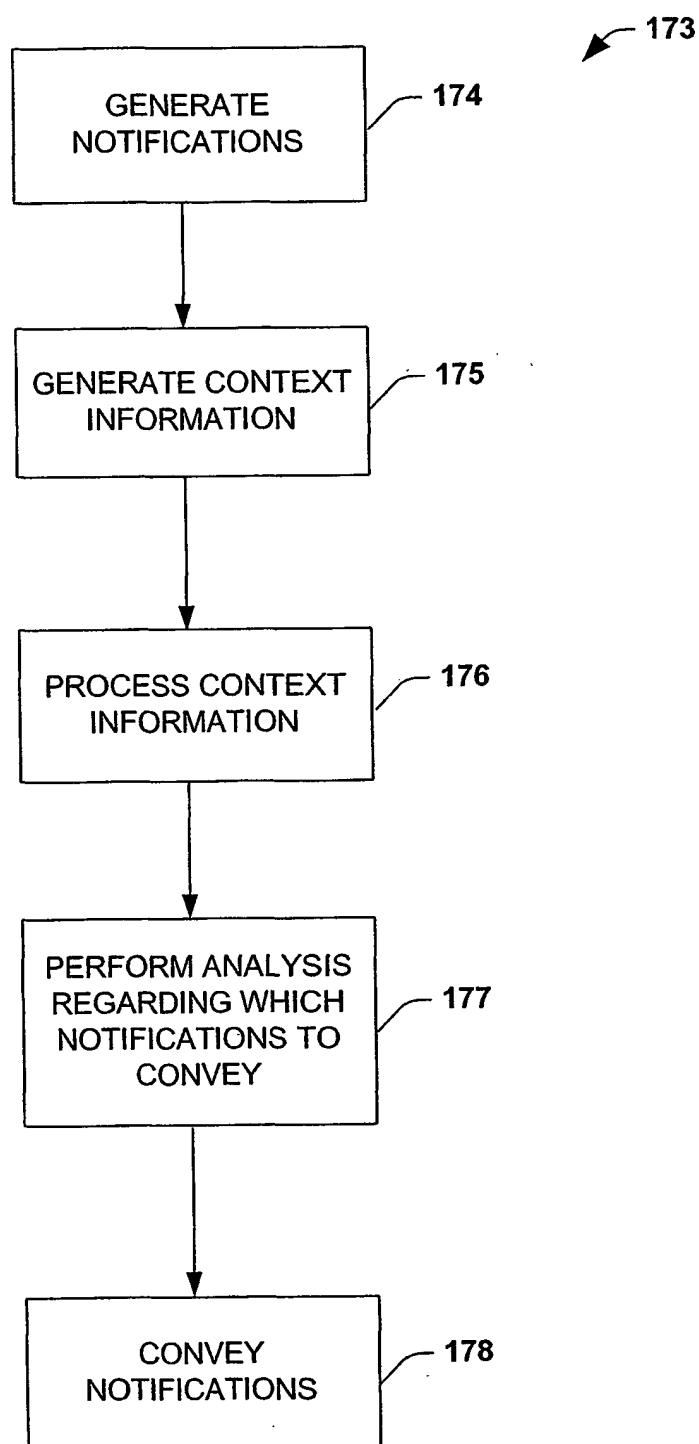 173
GENERATE
NOTIFICATIONS
174
GENERATE CONTEXT
INFORMATION
175
PROCESS CONTEXT
INFORMATION
176
PERFORM ANALYSIS
REGARDING WHICH
NOTIFICATIONS TO
CONVEY
177
CONVEY
NOTIFICATIONS
178